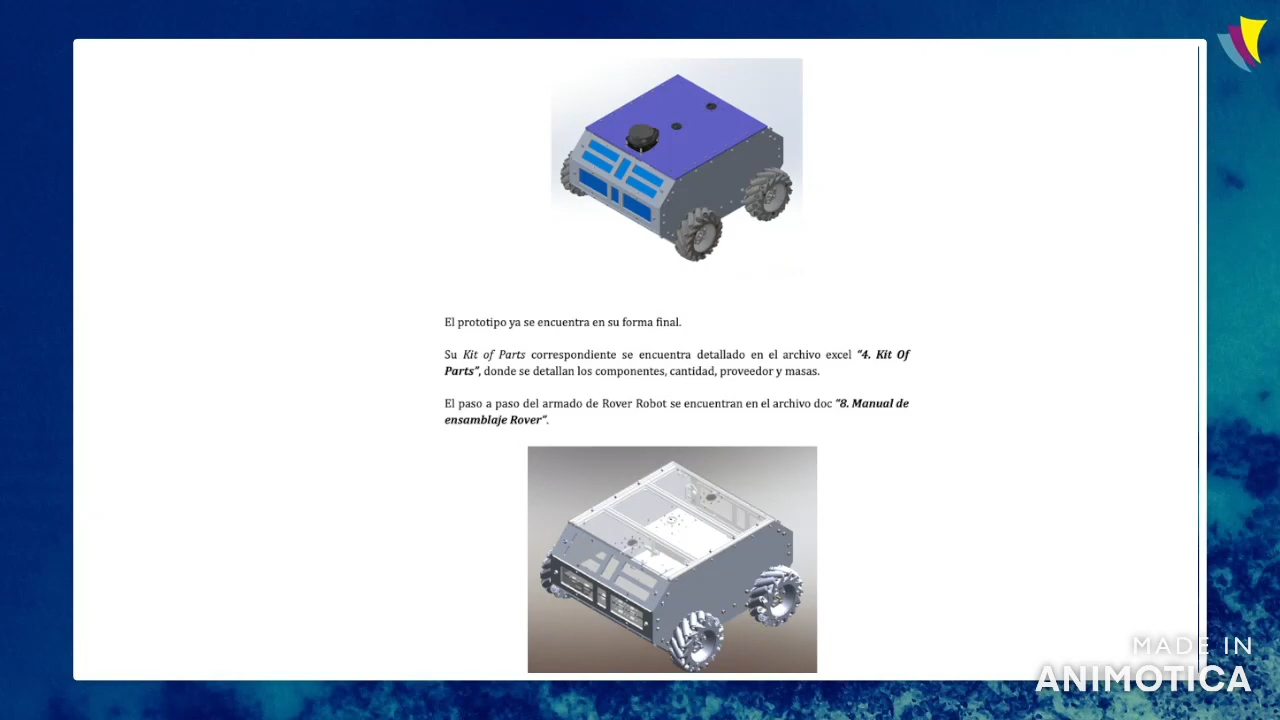 El prototipo ya se encuentra en su forma final.
Su Kit of Parts correspondiente se encuentra detallado en el archivo excel "4. Kit Of
Parts", donde se detallan los componentes, cantidad, proveedor y masas.
El paso a paso del armado de Rover Robot se encuentran en el archivo doc "8. Manual de
ensamblaje Rover".
MADE IN
ANIMOTICA